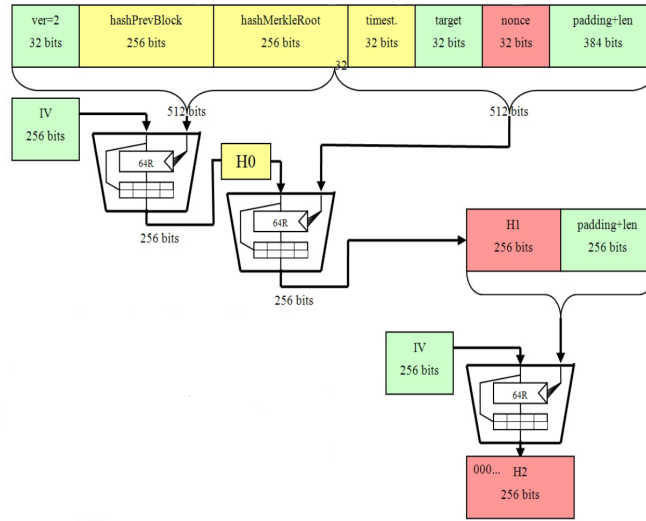 ver=2 hashPrevBlock hashMerkleRoot timest. target nonce padding+len
32 bits 256 bits 256 bits 32 bits 32 bits 32 bits 384 bits
32
512 bits 512 bits
IV
256 bits
64R
H0
256 bits
64R
256 bits
H1 padding+len
256 bits 256 bits
IV
256 bits
64R
000... H2
256 bits